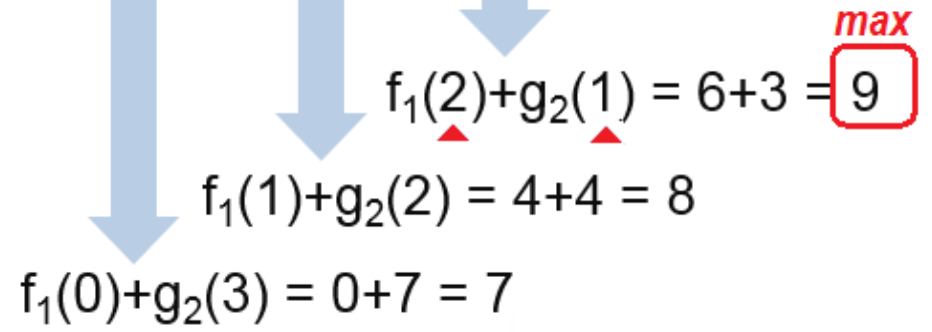 max
f₁(2)+g₂(1) = 6+3 = 9
f₁(1)+g₂(2) = 4+4 = 8
f₁(0)+g₂(3) = 0+7 = 7